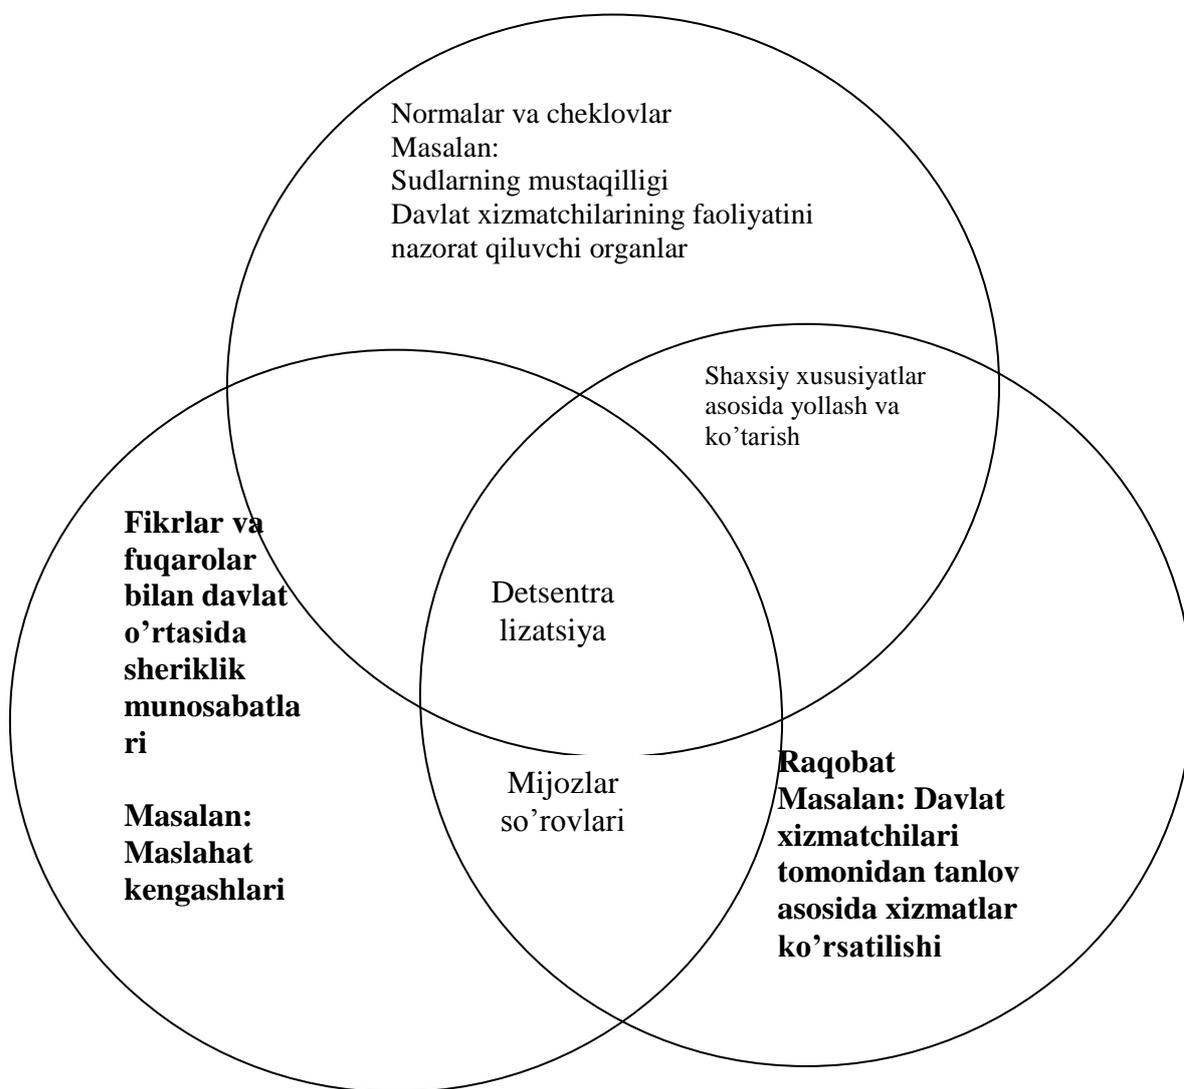 Normalar va cheklovlar
Masalan:
Sudlarning mustaqilligi
Davlat xizmatchilarining faoliyatini
nazorat qiluvchi organlar
Shaxsiy xususiyatlar
asosida yollash va
ko’tarish
Fikrlar va
fuqarolar
bilan davlat
o’rtasida
sheriklik
munosabatla
ri
Masalan:
Maslahat
kengashlari
Detsentra
lizatsiya
Mijozlar
so’rovlari
Raqobat
Masalan: Davlat
xizmatchilari
tomonidan tanlov
asosida xizmatlar
ko’rsatilishi